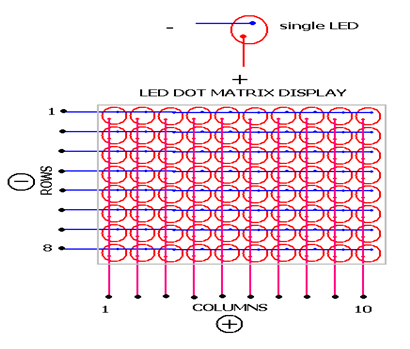 - single LED
+
LED DOT MATRIX DISPLAY
1
ROWS
-
8
1 COLUMNS 10
+